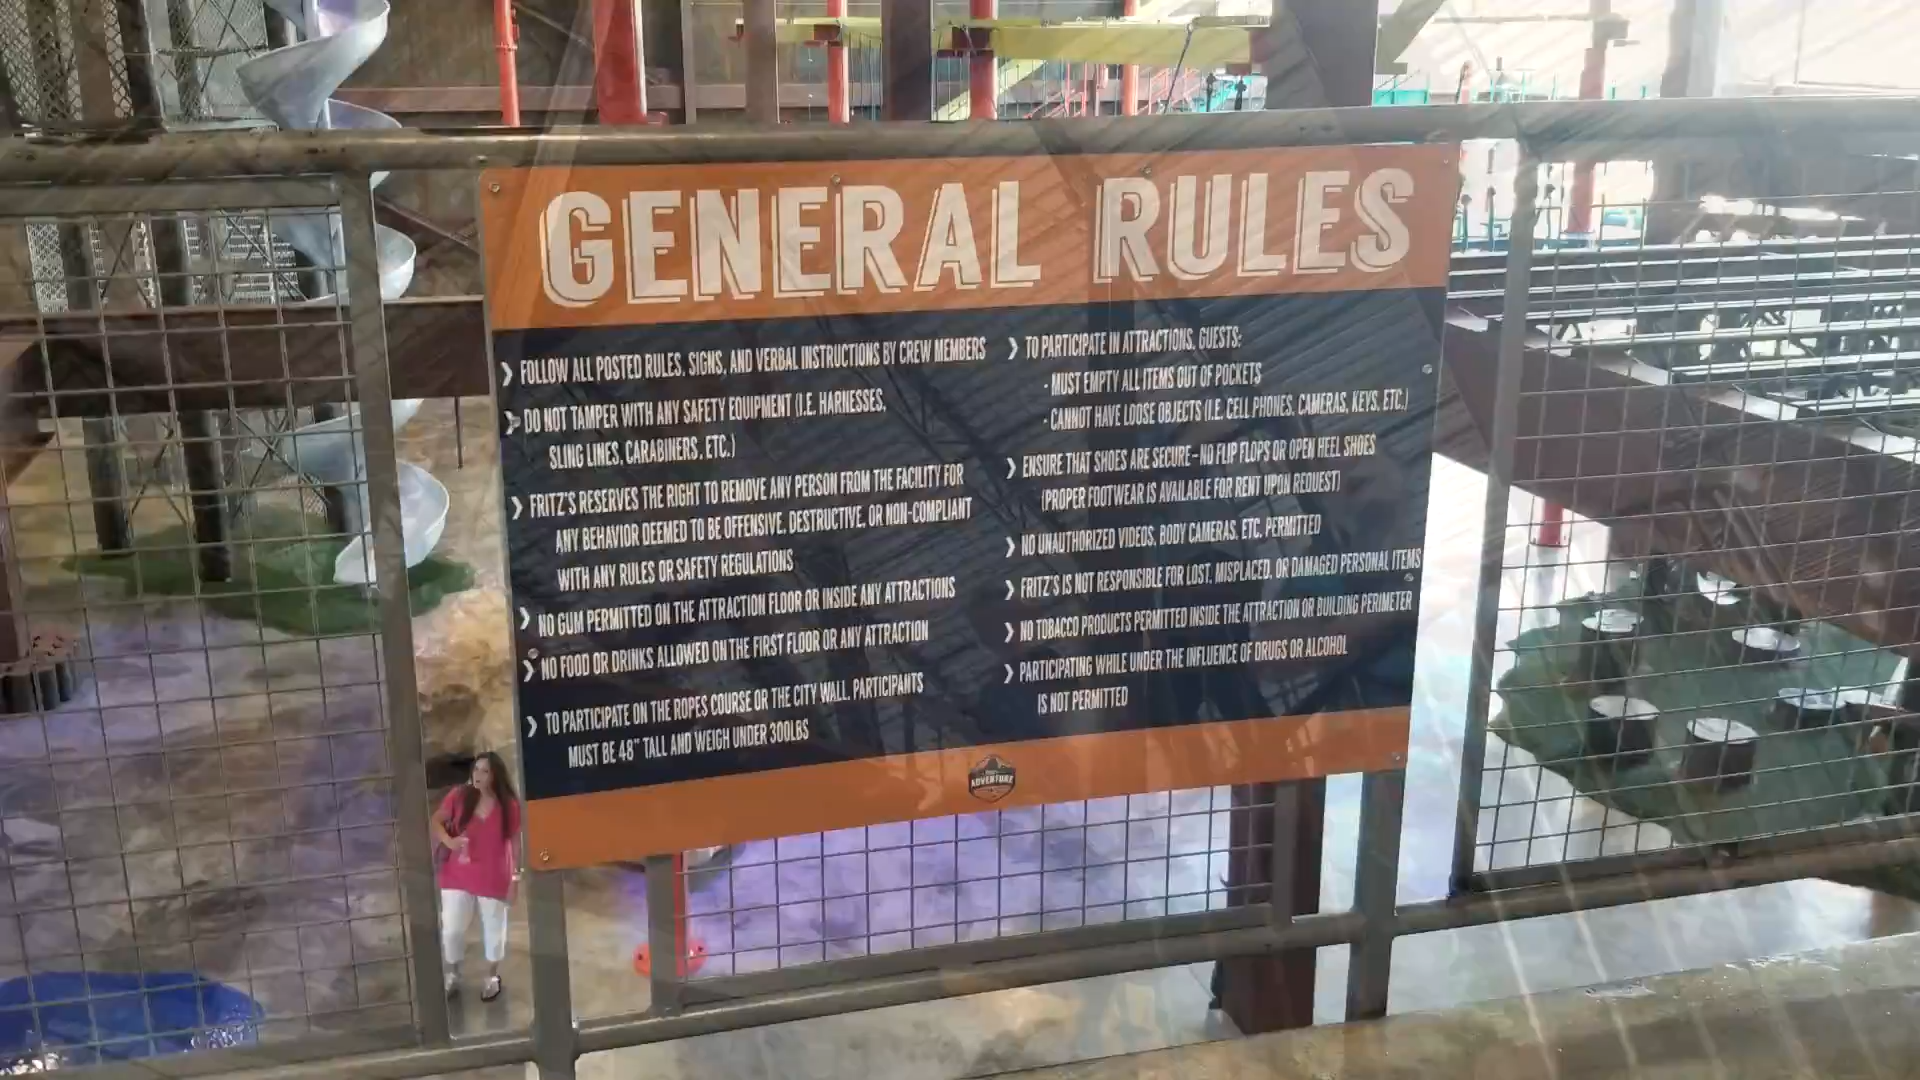 GENERAL RULES
❯ FOLLOW ALL POSTED RULES, SIGNS, AND VERBAL INSTRUCTIONS BY CREW MEMBERS
❯ DO NOT TAMPER WITH ANY SAFETY EQUIPMENT (I.E. HARNESSES,
SLING LINES, CARABINERS, ETC.)
❯ FRITZ'S RESERVES THE RIGHT TO REMOVE ANY PERSON FROM THE FACILITY FOR
ANY BEHAVIOR DEEMED TO BE OFFENSIVE, DESTRUCTIVE, OR NON-COMPLIANT
WITH ANY RULES OR SAFETY REGULATIONS
❯ NO GUM PERMITTED ON THE ATTRACTION FLOOR OR INSIDE ANY ATTRACTIONS
❯ NO FOOD OR DRINKS ALLOWED ON THE FIRST FLOOR OR ANY ATTRACTION
❯ TO PARTICIPATE ON THE ROPES COURSE OR THE CITY WALL, PARTICIPANTS
MUST BE 48" TALL AND WEIGH UNDER 300LBS
❯ TO PARTICIPATE IN ATTRACTIONS, GUESTS:
- MUST EMPTY ALL ITEMS OUT OF POCKETS
- CANNOT HAVE LOOSE OBJECTS (I.E. CELL PHONES, CAMERAS, KEYS, ETC.)
❯ ENSURE THAT SHOES ARE SECURE - NO FLIP FLOPS OR OPEN HEEL SHOES
(PROPER FOOTWEAR IS AVAILABLE FOR RENT UPON REQUEST)
❯ NO UNAUTHORIZED VIDEOS, BODY CAMERAS, ETC. PERMITTED
❯ FRITZ'S IS NOT RESPONSIBLE FOR LOST, MISPLACED, OR DAMAGED PERSONAL ITEMS
❯ NO TOBACCO PRODUCTS PERMITTED INSIDE THE ATTRACTION OR BUILDING PERIMETER
❯ PARTICIPATING WHILE UNDER THE INFLUENCE OF DRUGS OR ALCOHOL
IS NOT PERMITTED
ADVENTURE